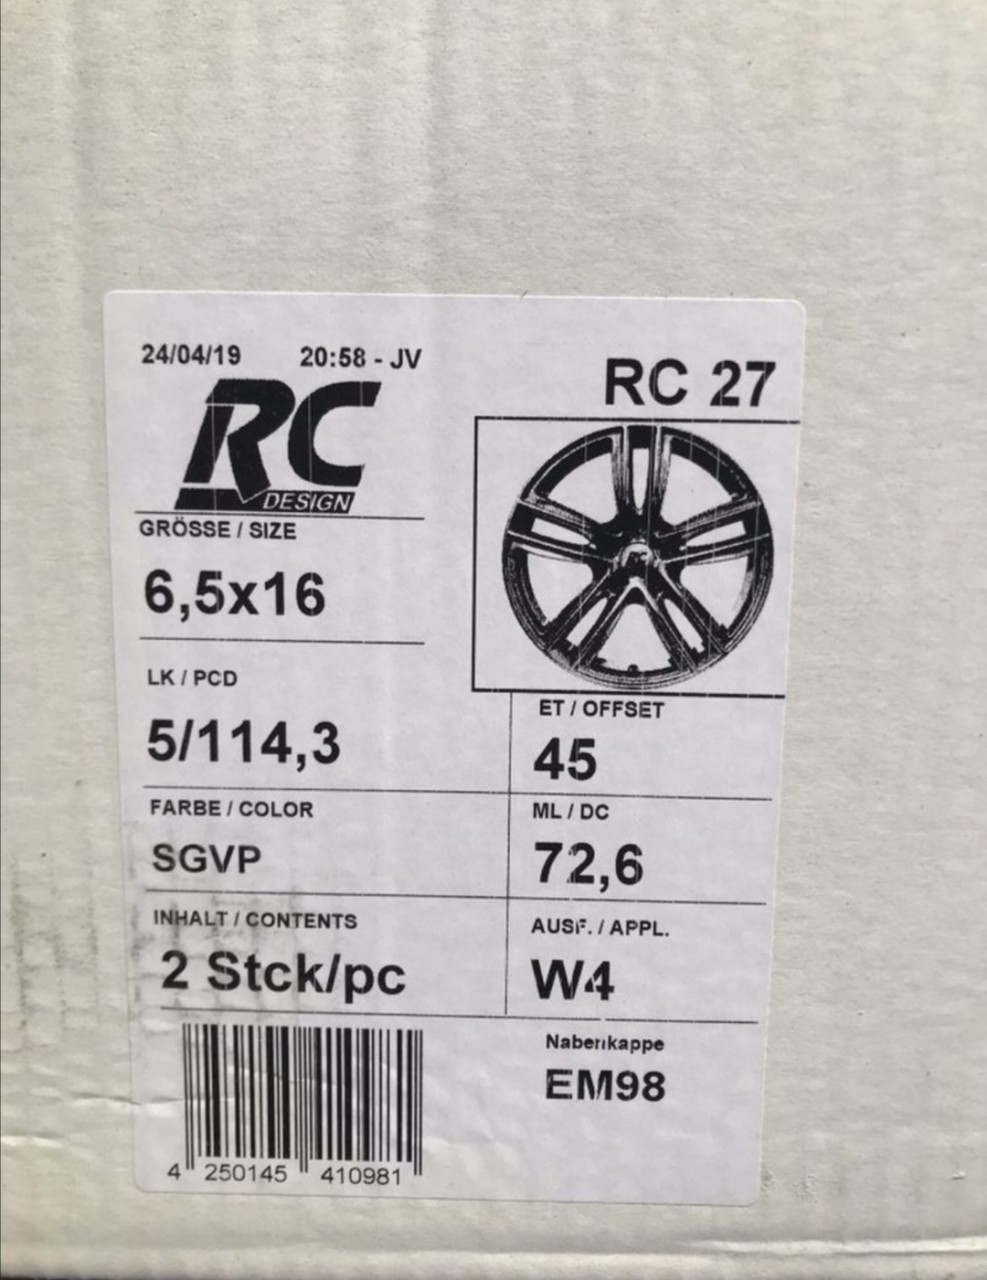 24/04/19 20:58 - JV
RC 27
RC
DESIGN
GRÖSSE / SIZE
6,5x16
LK / PCD
5/114,3
ET / OFFSET
45
FARBE / COLOR
SGVP
ML / DC
72,6
INHALT / CONTENTS
2 Stck/pc
AUSF. / APPL.
W4
Nabenkappe
EM98
4 250145 410981